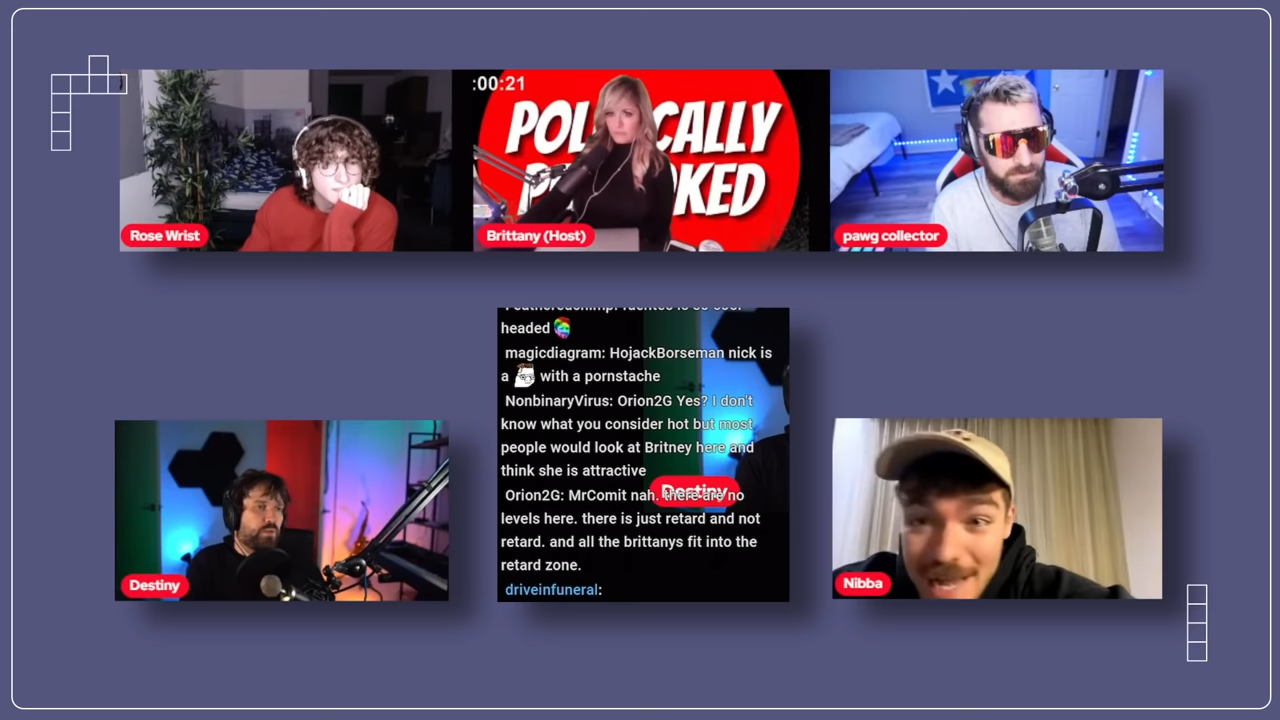 :00:21
POL CALLY
P KED
Rose Wrist
Brittany (Host)
pawg collector
headed
magicdiagram: HojackBorseman nick is
a with a pornstache
NonbinaryVirus: Orion2G Yes? I don't
know what you consider hot but most
people would look at Britney here and
think she is attractive
Destiny
Orion2G: MrComit nah. there are no
levels here. there is just retard and not
retard. and all the brittanys fit into the
retard zone.
driveinfuneral:
Destiny
Nibba